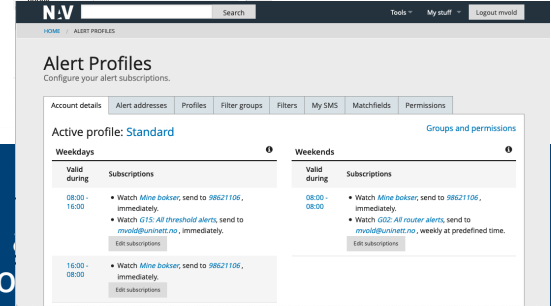 NAV
Search
Tools
My stuff
Logout mvold
HOME
ALERT PROFILES
Alert Profiles
Configure your alert subscriptions.
Account details
Alert addresses
Profiles
Filter groups
Filters
My SMS
Matchfields
Permissions
Active profile: Standard
Groups and permissions
Weekdays
Valid during
Subscriptions
08:00 -
16:00
• Watch Mine bokser, send to 98621106 ,
immediately.
• Watch G15: All threshold alerts, send to
mvold@uninett.no , immediately.
Edit subscriptions
16:00 -
08:00
• Watch Mine bokser, send to 98621106 ,
immediately.
Edit subscriptions
Weekends
Valid
during
Subscriptions
08:00 -
08:00
• Watch Mine bokser, send to 98621106 ,
immediately.
• Watch G02: All router alerts, send to
mvold@uninett.no , weekly at predefined time.
Edit subscriptions